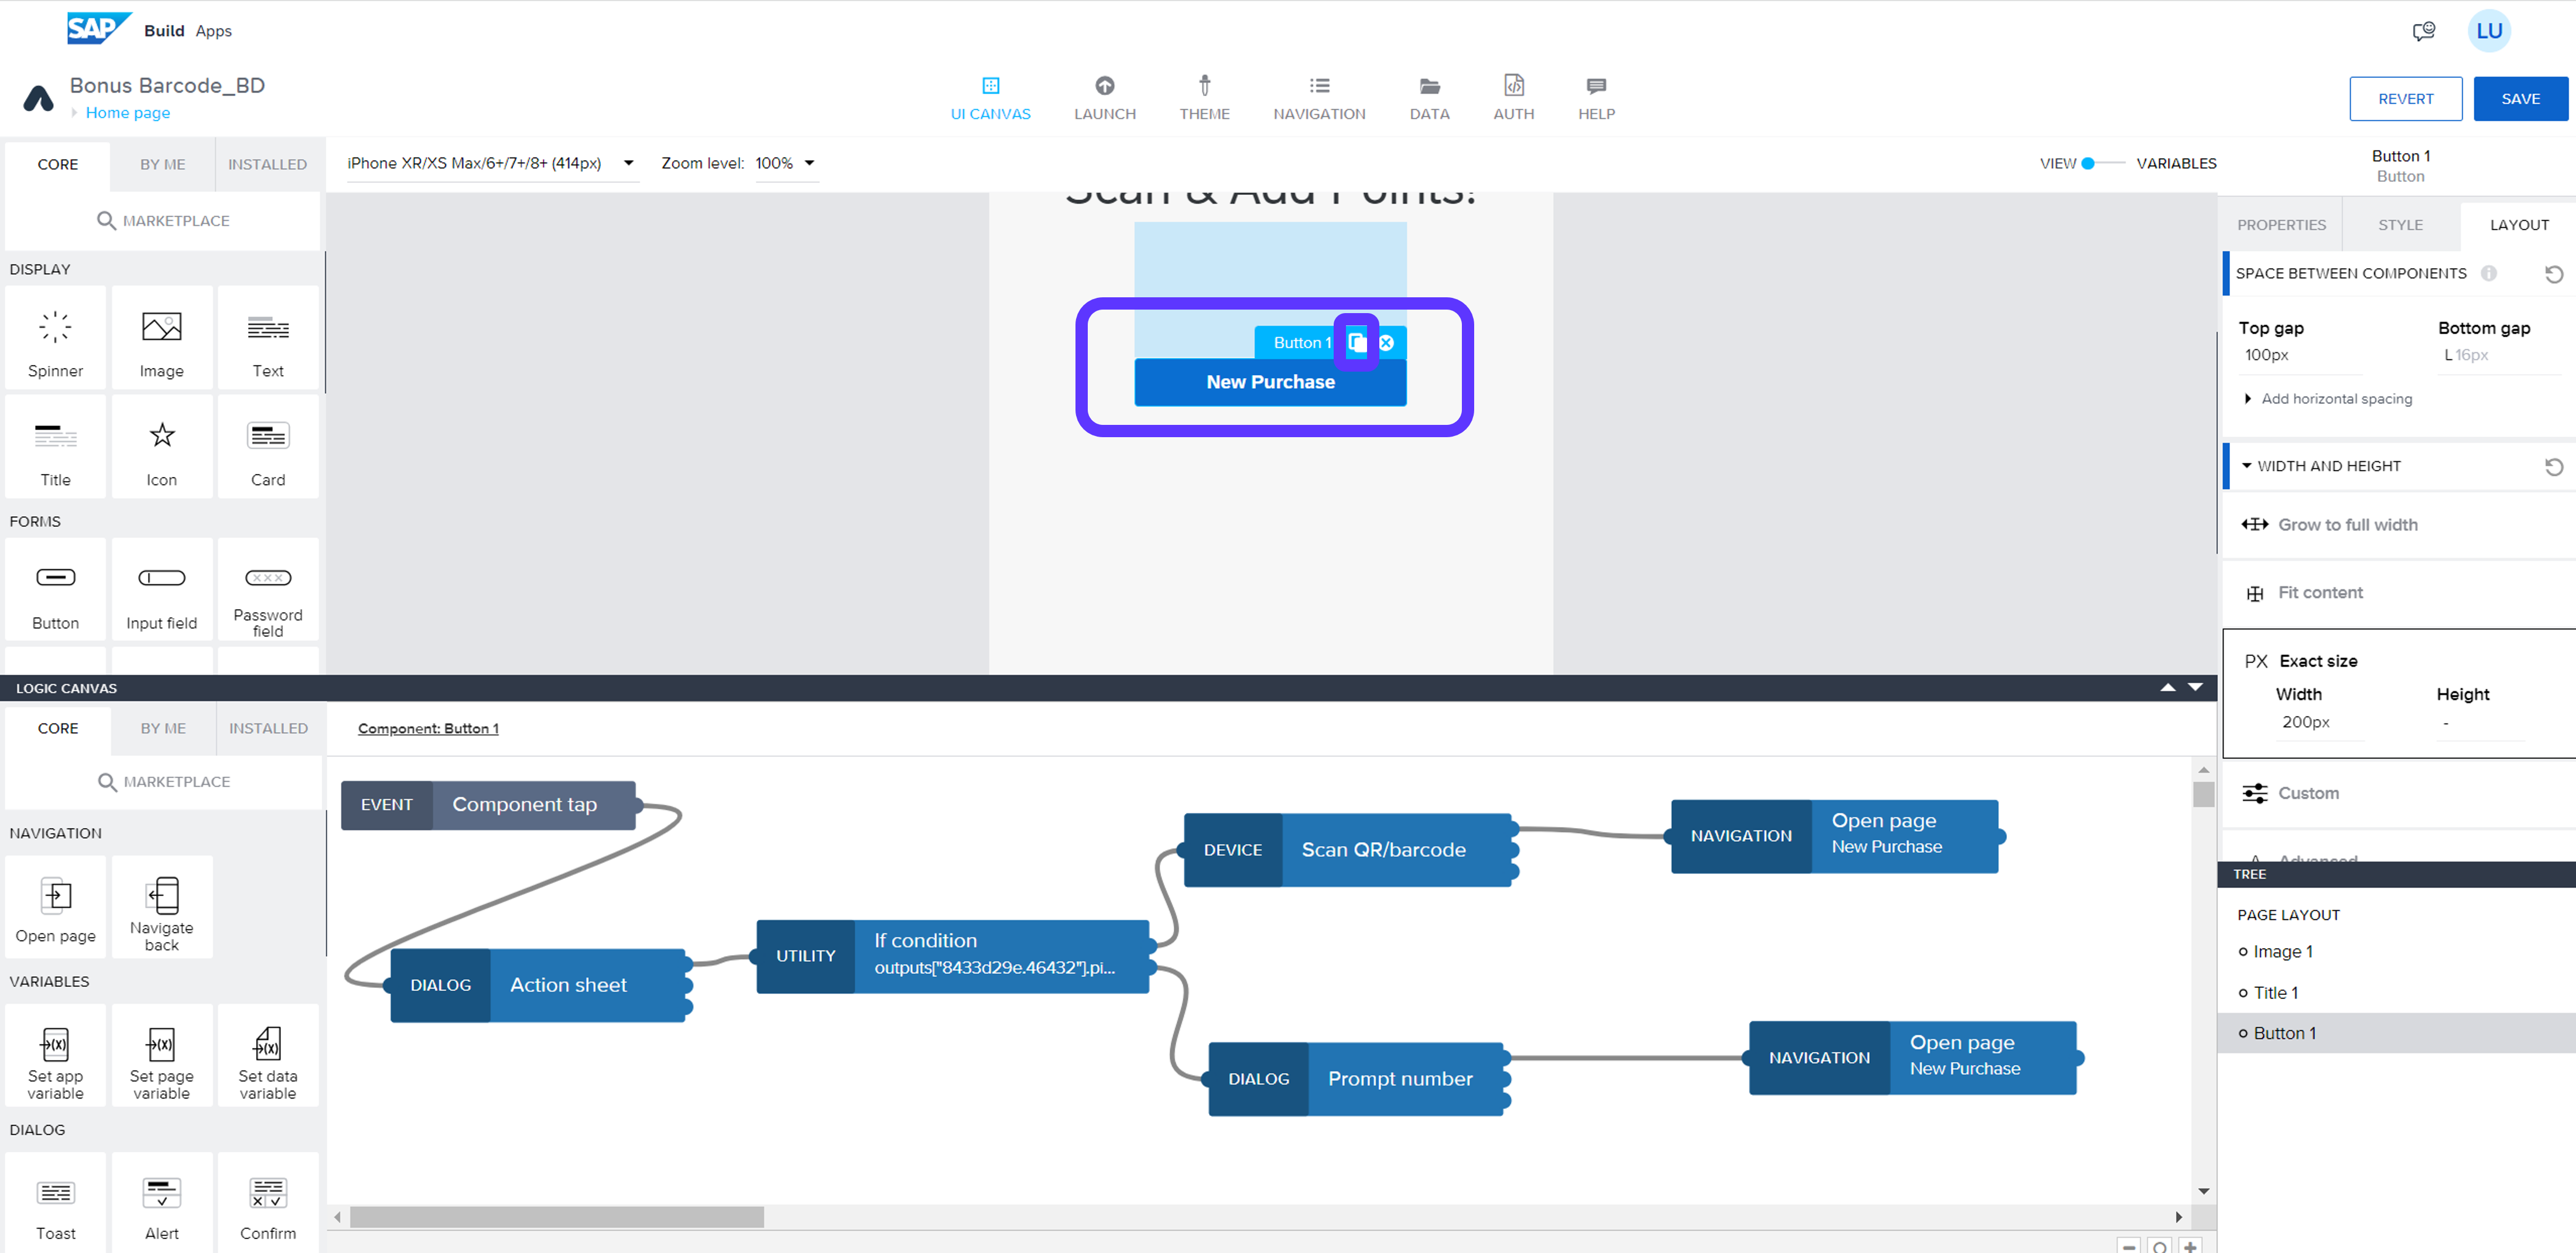 SAP Build Apps
LU
Bonus Barcode_BD
Home page
UI CANVAS
LAUNCH
THEME
NAVIGATION
DATA
AUTH
HELP
REVERT
SAVE
CORE
BY ME
INSTALLED
MARKETPLACE
iPhone XR/XS Max/6+/7+/8+ (414px)
Zoom level: 100%
VIEW
VARIABLES
Button 1
Button
PROPERTIES
STYLE
LAYOUT
Scan & Add Points!
Button 1
New Purchase
DISPLAY
Spinner
Image
Text
Title
Icon
Card
FORMS
Button
Input field
Password
field
SPACE BETWEEN COMPONENTS
Top gap
Bottom gap
100px
L 16px
Add horizontal spacing
WIDTH AND HEIGHT
Grow to full width
Fit content
PX Exact size
Width
Height
200px
-
Custom
Advanced
LOGIC CANVAS
CORE
BY ME
INSTALLED
MARKETPLACE
Component: Button 1
NAVIGATION
Open page
Navigate
back
VARIABLES
Set app
variable
Set page
variable
Set data
variable
DIALOG
Toast
Alert
Confirm
EVENT
Component tap
DIALOG
Action sheet
UTILITY
If condition
outputs["8433d29e.46432"].pi...
DEVICE
Scan QR/barcode
NAVIGATION
Open page
New Purchase
DIALOG
Prompt number
NAVIGATION
Open page
New Purchase
TREE
PAGE LAYOUT
Image 1
Title 1
Button 1